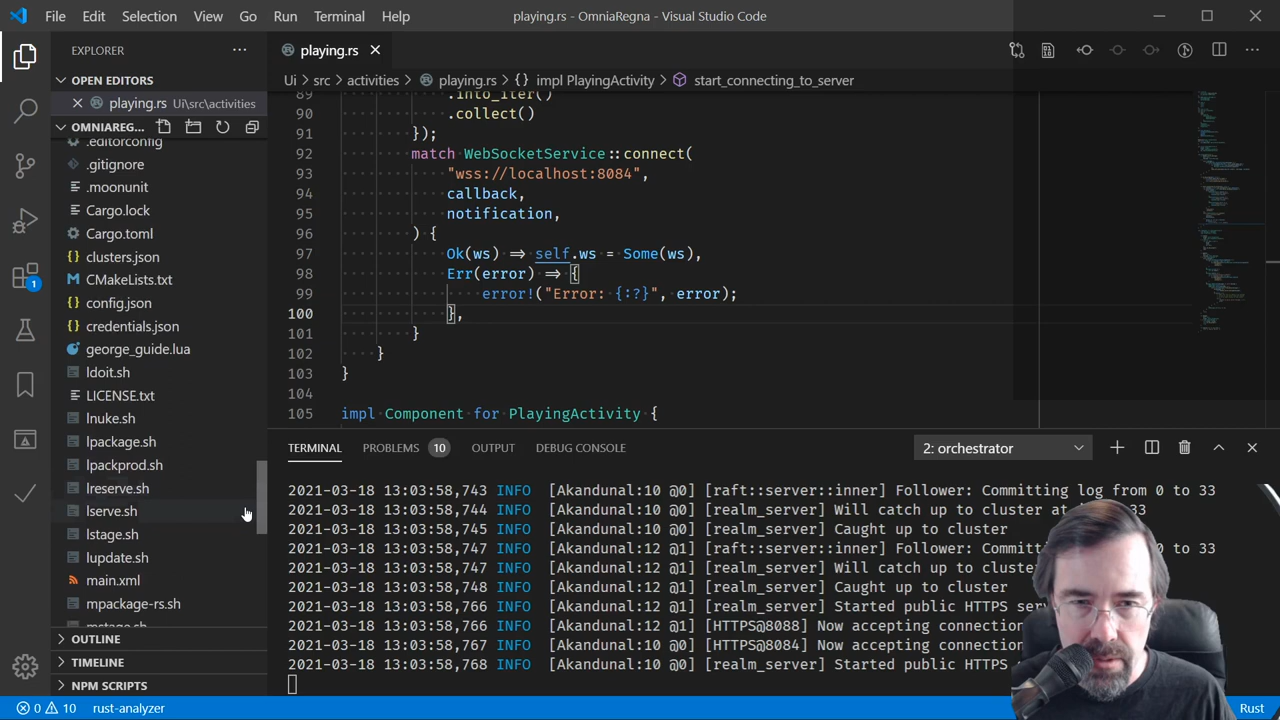 File Edit Selection View Go Run Terminal Help playing.rs - OmniaRegna - Visual Studio Code
EXPLORER
OPEN EDITORS
playing.rs Ui\src\activities
OMNIAREG...
.editorconfig
.gitignore
.moonunit
Cargo.lock
Cargo.toml
clusters.json
CMakeLists.txt
config.json
credentials.json
george_guide.lua
ldoit.sh
LICENSE.txt
lnuke.sh
lpackage.sh
lpackprod.sh
lreserve.sh
lserve.sh
lstage.sh
lupdate.sh
main.xml
mpackage-rs.sh
mstage.sh
OUTLINE
TIMELINE
NPM SCRIPTS
1
playing.rs
Ui > src > activities > playing.rs > {} impl PlayingActivity > start_connecting_to_server
89 .into_iter()
90 .collect()
91 });
92 match WebSocketService::connect(
93 "wss://localhost:8084",
94 callback,
95 notification,
96 ) {
97 Ok(ws) => self.ws = Some(ws),
98 Err(error) => {
99 error!("Error: {:?}", error);
100 },
101 }
102 }
103 }
104
105 impl Component for PlayingActivity {
TERMINAL PROBLEMS 10 OUTPUT DEBUG CONSOLE 2: orchestrator
2021-03-18 13:03:58,743 INFO [Akandunal:10 @0] [raft::server::inner] Follower: Committing log from 0 to 33
2021-03-18 13:03:58,744 INFO [Akandunal:10 @0] [realm_server] Will catch up to cluster at 33
2021-03-18 13:03:58,745 INFO [Akandunal:10 @0] [realm_server] Caught up to cluster
2021-03-18 13:03:58,747 INFO [Akandunal:12 @1] [raft::server::inner] Follower: Committing log from 0 to 33
2021-03-18 13:03:58,747 INFO [Akandunal:12 @1] [realm_server] Will catch up to cluster
2021-03-18 13:03:58,748 INFO [Akandunal:12 @1] [realm_server] Caught up to cluster
2021-03-18 13:03:58,766 INFO [Akandunal:12 @1] [realm_server] Started public HTTPS
2021-03-18 13:03:58,766 INFO [Akandunal:12 @1] [HTTPS@8088] Now accepting
2021-03-18 13:03:58,767 INFO [Akandunal:10 @0] [HTTPS@8084] Now accepting
2021-03-18 13:03:58,768 INFO [Akandunal:10 @0] [realm_server] Started public HTTPS
0 10 rust-analyzer Rust